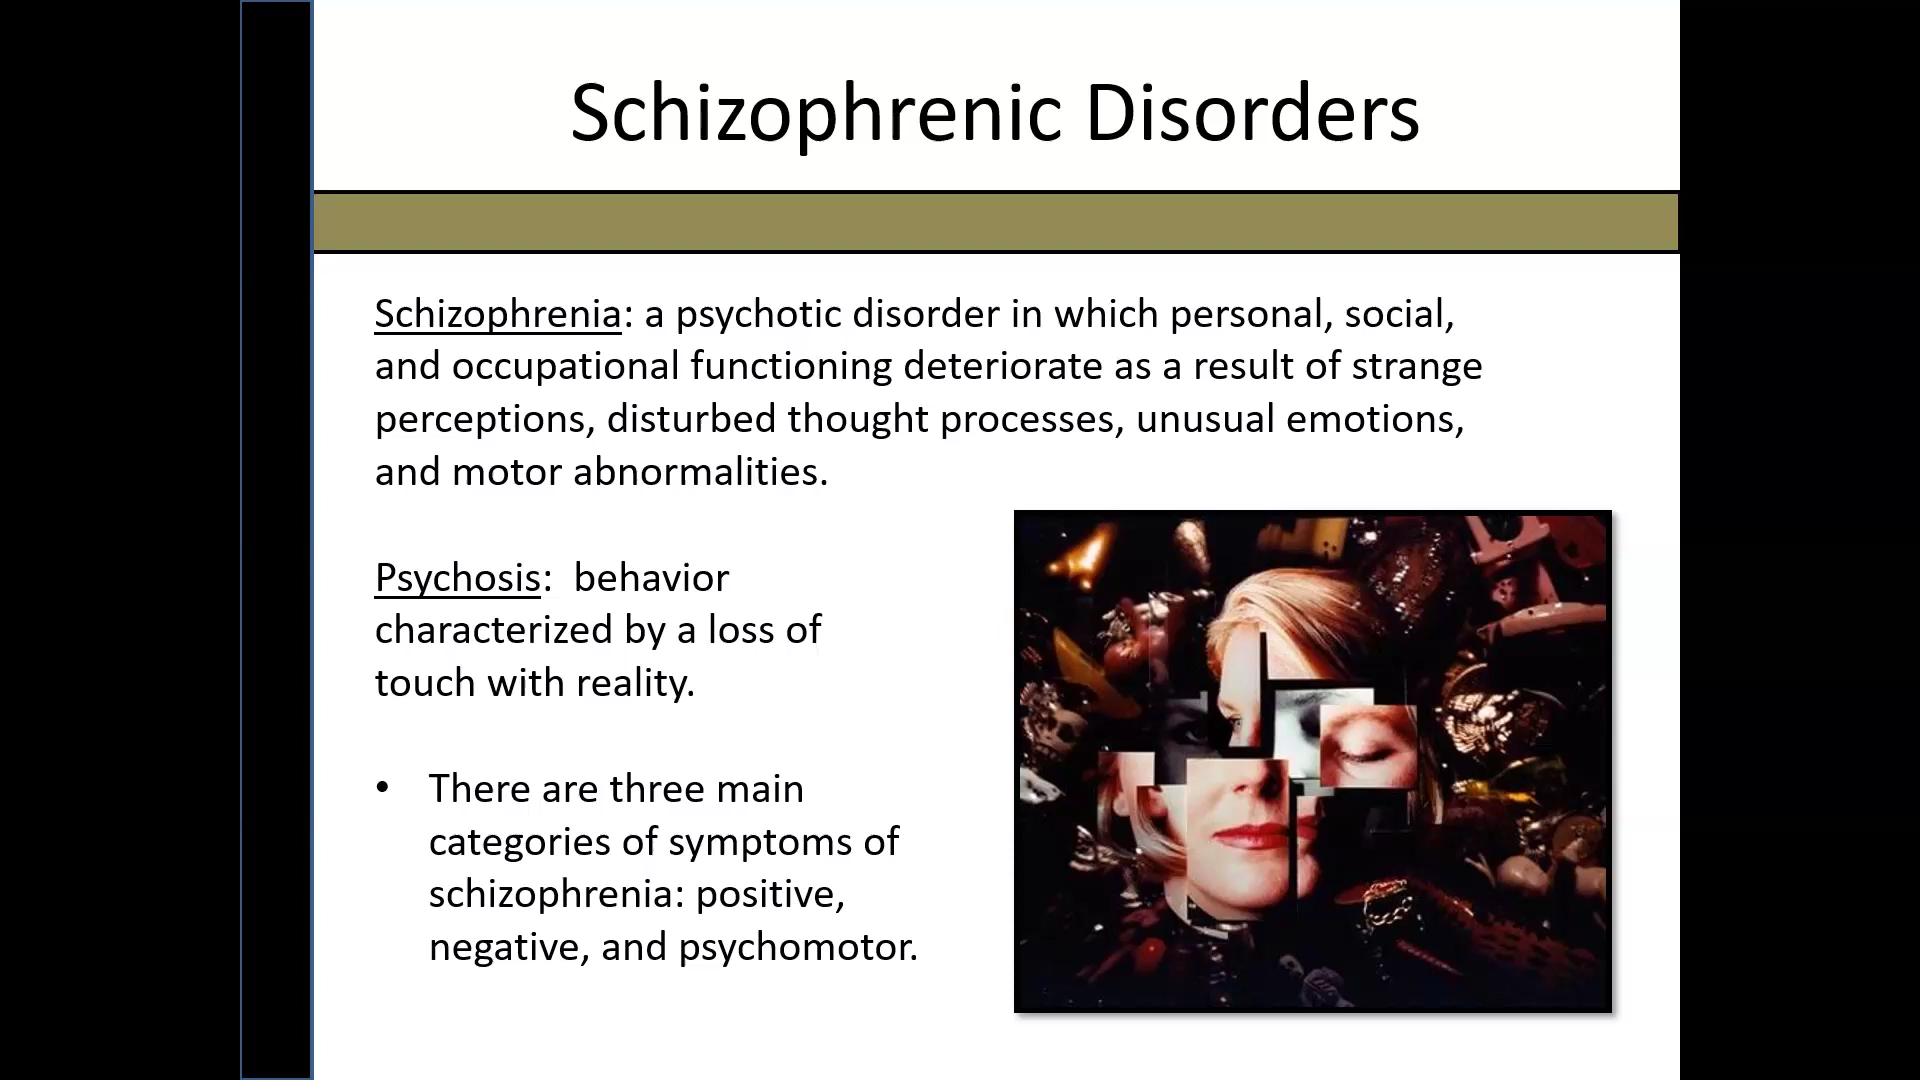 Schizophrenic Disorders
Schizophrenia: a psychotic disorder in which personal, social,
and occupational functioning deteriorate as a result of strange
perceptions, disturbed thought processes, unusual emotions,
and motor abnormalities.
Psychosis:  behavior
characterized by a loss of
touch with reality.
• There are three main
categories of symptoms of
schizophrenia: positive,
negative, and psychomotor.